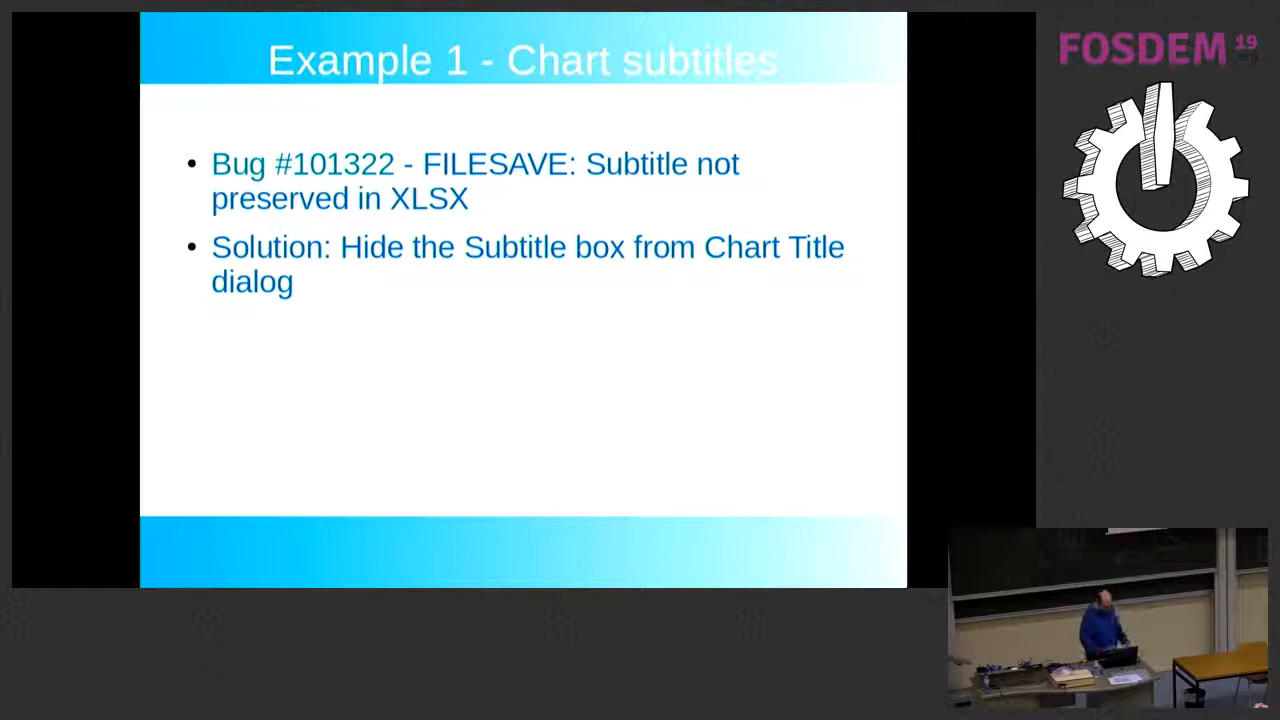 Example 1 - Chart subtitles
• Bug #101322 - FILESAVE: Subtitle not
preserved in XLSX
• Solution: Hide the Subtitle box from Chart Title
dialog
FOSDEM 19